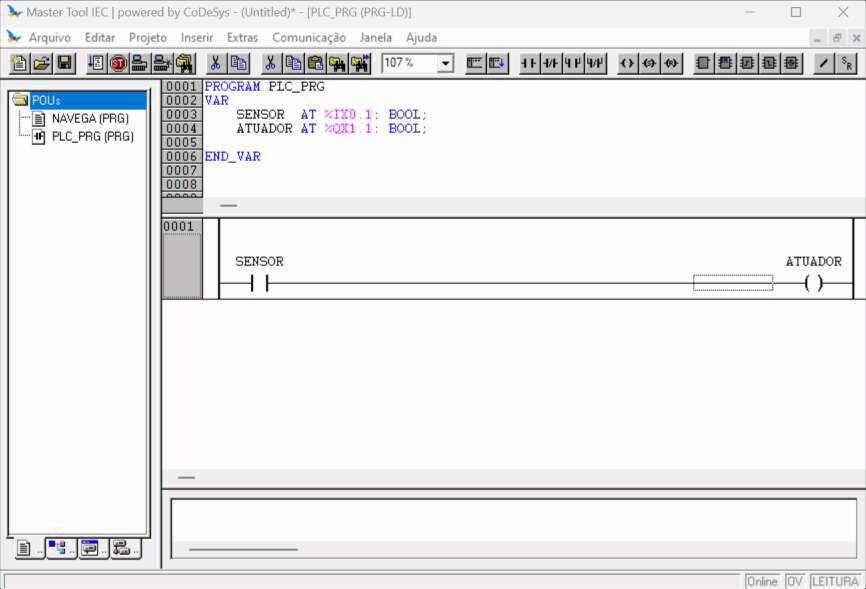 Master Tool IEC | powered by CoDeSys - (Untitled)* - [PLC_PRG (PRG-LD)]
Arquivo Editar Projeto Inserir Extras Comunicação Janela Ajuda
ST 107 % S R
POUs
NAVEGA (PRG)
PLC_PRG (PRG)
0001 PROGRAM PLC_PRG
0002 VAR
0003 SENSOR AT %IX0.1: BOOL;
0004 ATUADOR AT %QX1.1: BOOL;
0005
0006 END_VAR
0007
0008
0001
SENSOR ATUADOR
Online OV LEITURA